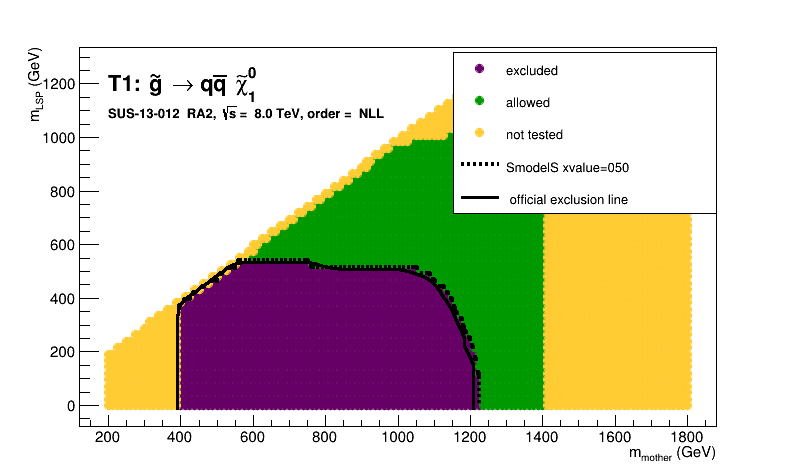 T1: g̃ → qq̅ χ̃⁰₁
SUS-13-012 RA2, √s = 8.0 TeV, order = NLL
excluded
allowed
not tested
SmodelS xvalue=050
official exclusion line
m_LSP (GeV)
1200
1000
800
600
400
200
0
200 400 600 800 1000 1200 1400 1600 1800
m_mother (GeV)